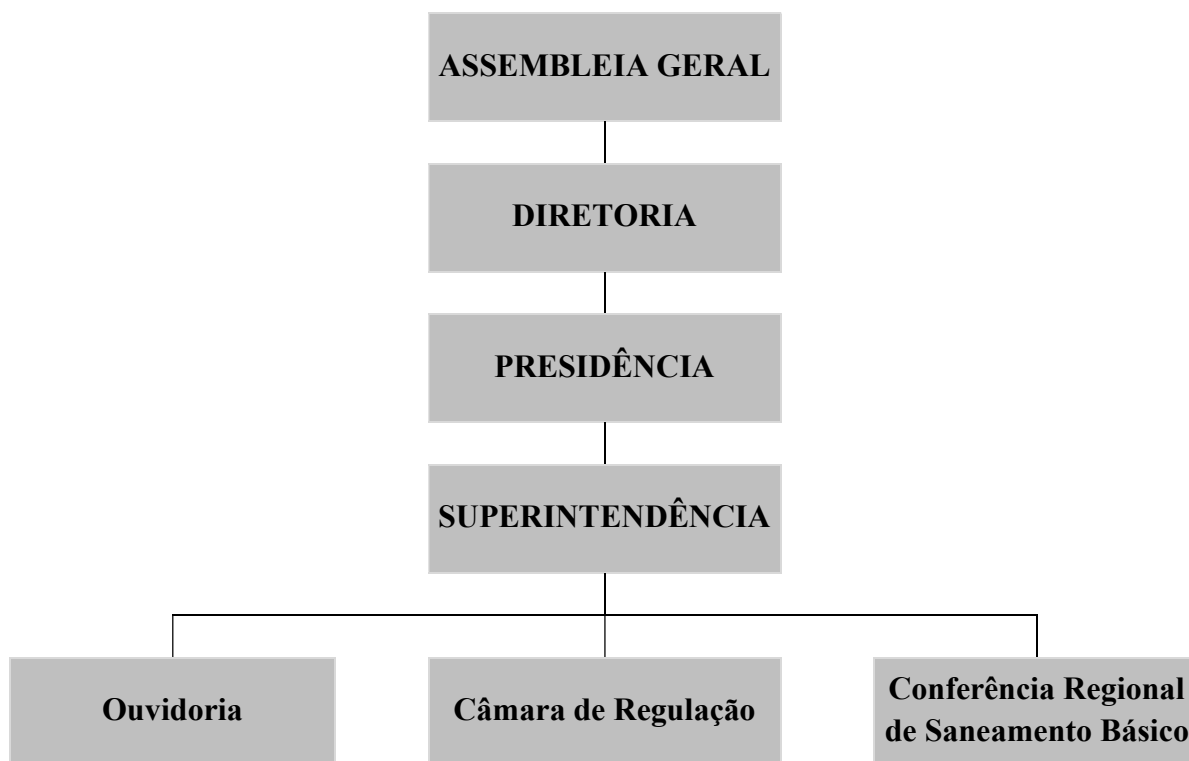 ASSEMBLEIA GERAL
DIRETORIA
PRESIDÊNCIA
SUPERINTENDÊNCIA
Ouvidoria
Câmara de Regulação
Conferência Regional
de Saneamento Básico